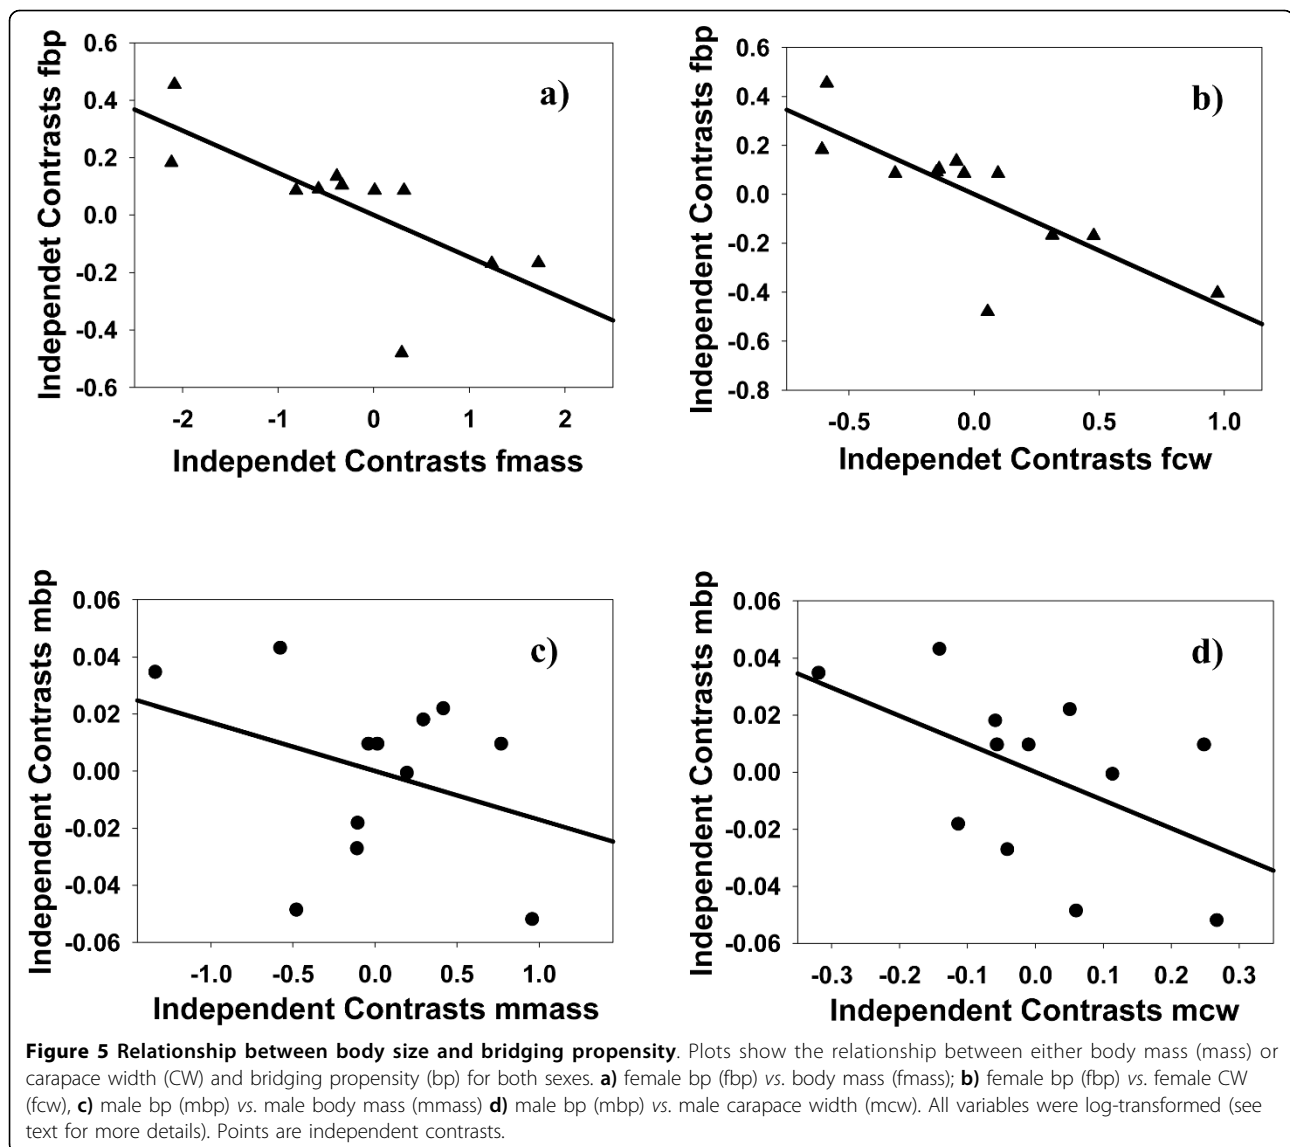 Independet Contrasts fbp
0.6
0.4
0.2
0.0
-0.2
-0.4
-0.6
a)
-2 -1 0 1 2
Independet Contrasts fmass
Independent Contrasts fbp
0.6
0.4
0.2
0.0
-0.2
-0.4
-0.6
-0.8
b)
-0.5 0.0 0.5 1.0
Independet Contrasts fcw
Independent Contrasts mbp
0.06
0.04
0.02
0.00
-0.02
-0.04
-0.06
c)
-1.0 -0.5 0.0 0.5 1.0
Independent Contrasts mmass
Independent Contrasts mbp
0.06
0.04
0.02
0.00
-0.02
-0.04
-0.06
d)
-0.3 -0.2 -0.1 0.0 0.1 0.2 0.3
Independent Contrasts mcw
Figure 5 Relationship between body size and bridging propensity. Plots show the relationship between either body mass (mass) or
carapace width (CW) and bridging propensity (bp) for both sexes. a) female bp (fbp) vs. body mass (fmass); b) female bp (fbp) vs. female CW
(fcw), c) male bp (mbp) vs. male body mass (mmass) d) male bp (mbp) vs. male carapace width (mcw). All variables were log-transformed (see
text for more details). Points are independent contrasts.